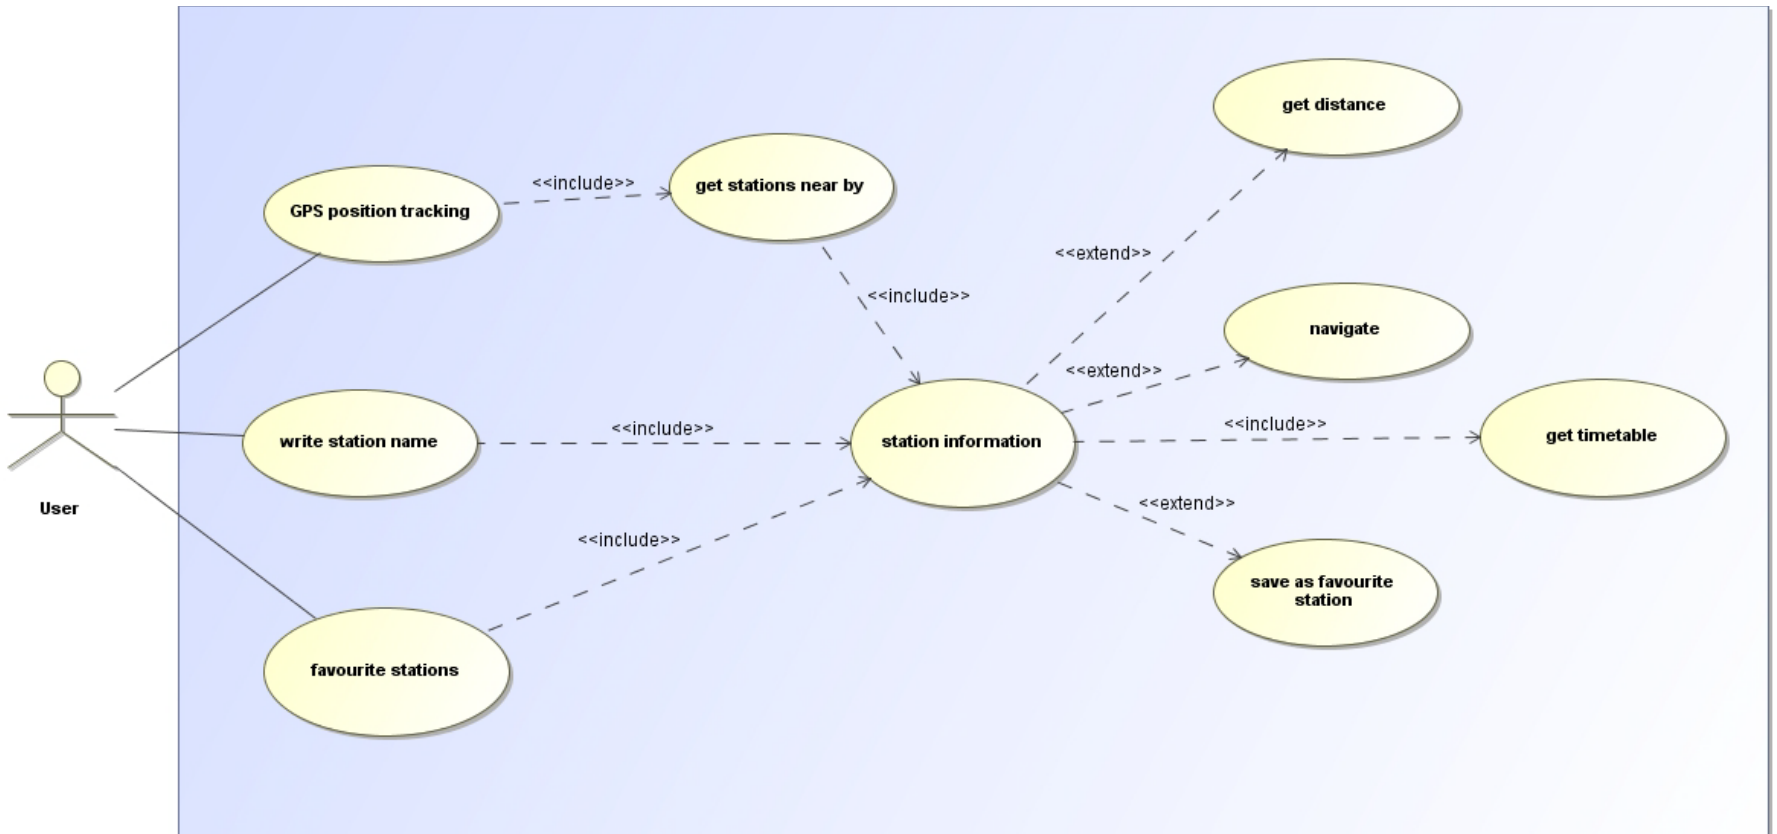 get distance
<<include>>
get stations near by
GPS position tracking
<<extend>>
<<include>>
navigate
<<extend>>
<<include>>
<<include>>
get timetable
write station name
station information
<<extend>>
User
<<include>>
save as favourite
station
favourite stations